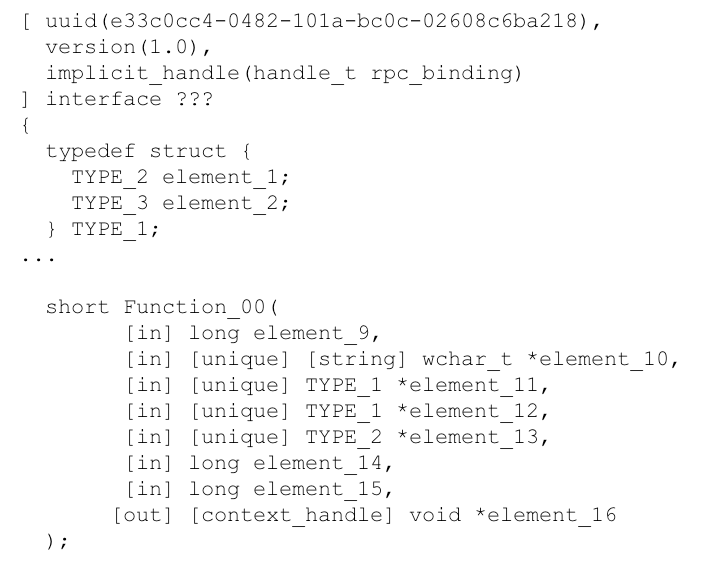 [ uuid(e33c0cc4-0482-101a-bc0c-02608c6ba218),
  version(1.0),
  implicit_handle(handle_t rpc_binding)
] interface ???
{
  typedef struct {
    TYPE_2 element_1;
    TYPE_3 element_2;
  } TYPE_1;
...
  short Function_00(
        [in] long element_9,
        [in] [unique] [string] wchar_t *element_10,
        [in] [unique] TYPE_1 *element_11,
        [in] [unique] TYPE_1 *element_12,
        [in] [unique] TYPE_2 *element_13,
        [in] long element_14,
        [in] long element_15,
       [out] [context_handle] void *element_16
  );